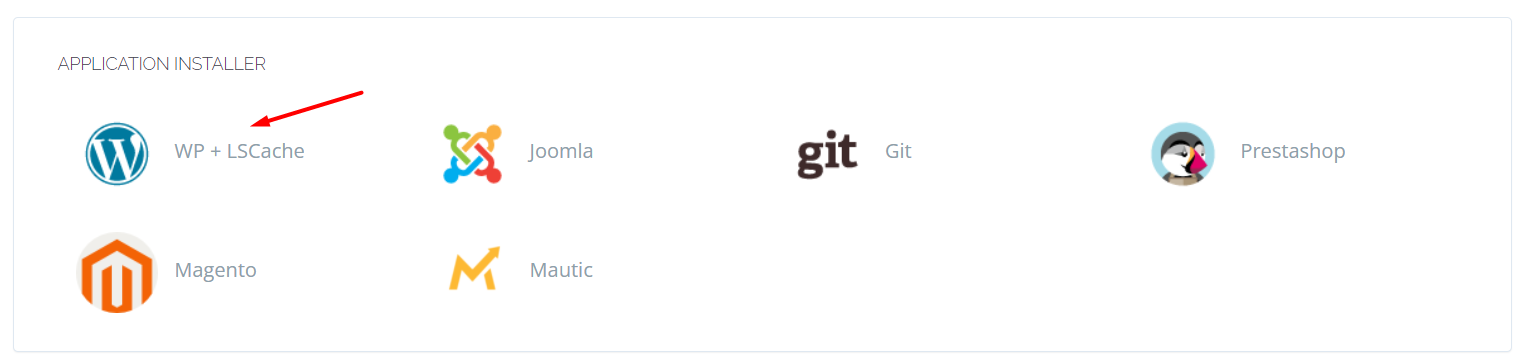 APPLICATION INSTALLER
WP + LSCache
Joomla
git
Git
Prestashop
Magento
Mautic